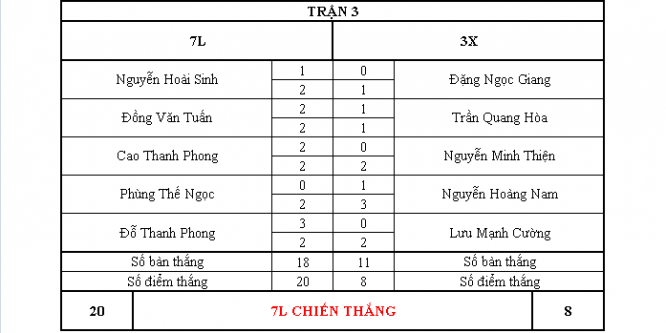 TRẬN 3
7L 3X
Nguyễn Hoài Sinh 1 0 Đặng Ngọc Giang
2 1
Đồng Văn Tuấn 2 1 Trần Quang Hòa
2 1
Cao Thanh Phong 2 0 Nguyễn Minh Thiện
2 2
Phùng Thế Ngọc 0 1 Nguyễn Hoàng Nam
2 3
Đỗ Thanh Phong 3 0 Lưu Mạnh Cường
2 2
Số bàn thắng 18 11 Số bàn thắng
Số điểm thắng 20 8 Số điểm thắng
20 7L CHIẾN THẮNG 8